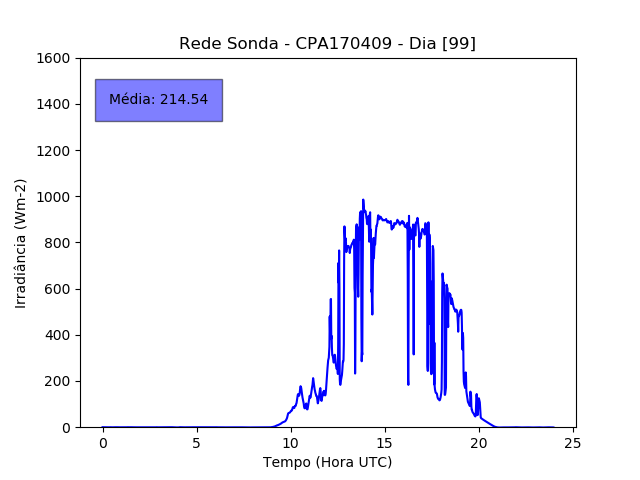 Rede Sonda - CPA170409 - Dia [99]
1600
1400
1200
1000
800
600
400
200
0
Média: 214.54
Irradiância (Wm-2)
0 5 10 15 20 25
Tempo (Hora UTC)